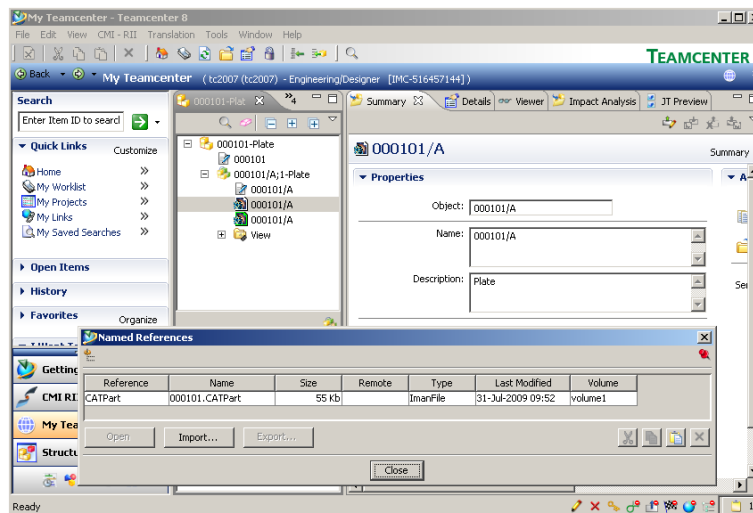 My Teamcenter - Teamcenter 8
File Edit View CMI - RII Translation Tools Window Help
TEAMCENTER
Back My Teamcenter ( tc2007 (tc2007) - Engineering/Designer [IMC-516457144] )
Search
Enter Item ID to search
Quick Links Customize
Home
My Worklist
My Projects
My Links
My Saved Searches
Open Items
History
Favorites Organize
Getting
CMI RI
My Tea
Structu
000101-Plat 4
000101-Plate
000101
000101/A;1-Plate
000101/A
000101/A
000101/A
View
Summary Details Viewer Impact Analysis JT Preview
000101/A Summary
Properties A
Object: 000101/A
Name: 000101/A
Description: Plate
Named References
Reference Name Size Remote Type Last Modified Volume
CATPart 000101.CATPart 55 Kb ImanFile 31-Jul-2009 09:52 volume1
Open Import... Export...
Close
Ready